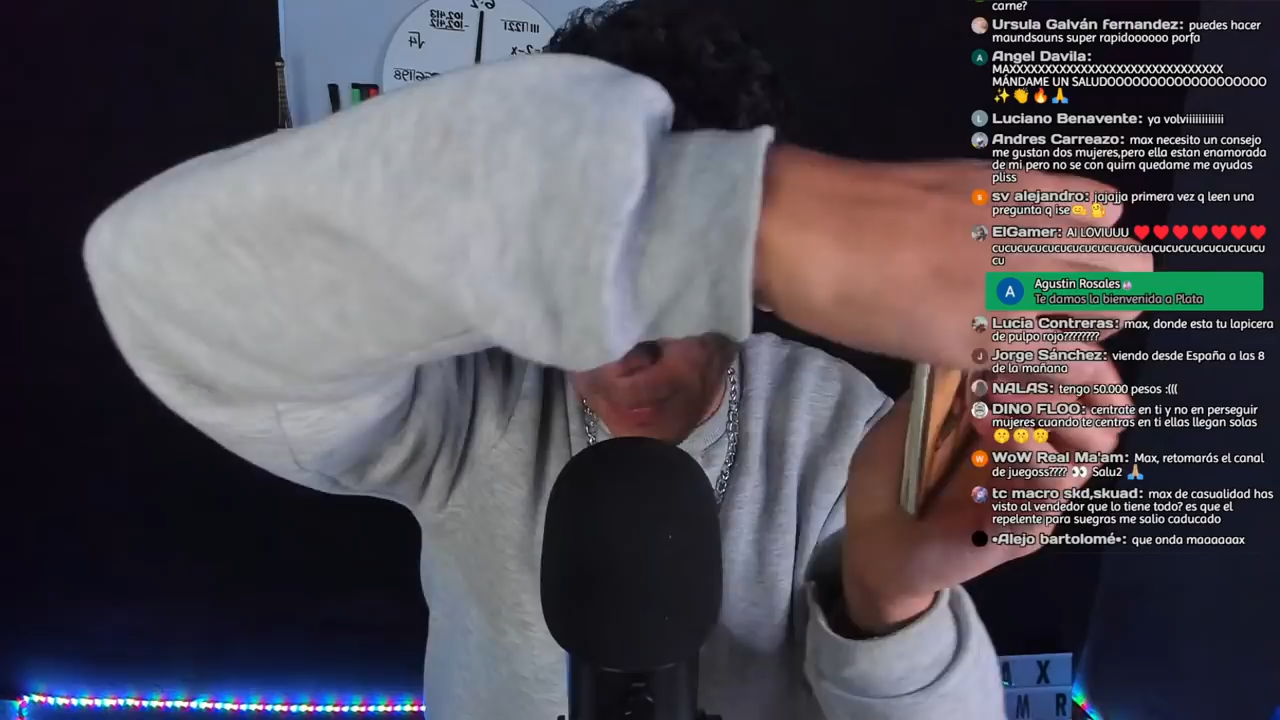 carne?
Ursula Galván fernandez: puedes hacer
maundsauns super rapidoooooo porfa
Angel Davila:
MÁNDAME UN SALUDOOOOOOOOOOOOOOOOOOO
Luciano Benavente: ya volviiiiiiiiiiii
Andres Carreazo: max necesito un consejo
me gustan dos mujeres,pero ella estan enamorada
de mi pero no se con quirn quedame me ayudas
pliss
sv alejandro: jajajja primera vez q leen una
pregunta q ise
ElGamer: AI LOVIUUU ❤️❤️❤️❤️❤️❤️❤️
cucucucucucucucucucucucucucucucucucucucucucu
cu
A
Agustin Rosales
Te damos la bienvenida a Plata
Lucia Contreras: max, donde esta tu lapicera
de pulpo rojo????????
Jorge Sánchez: viendo desde España a las 8
de la mañana
NALAS: tengo 50.000 pesos :(((
DINO FLOO: centrate en ti y no en perseguir
mujeres cuando te centras en ti ellas llegan solas
WoW Real Ma'am: Max, retomarás el canal
de juegoss???? 👀 Salu2 🙏
tc macro skd,skuad: max de casualidad has
visto al vendedor que lo tiene todo? es que el
repelente para suegras me salio caducado
•Alejo bartolomé•: que onda maaaaaax
A X
M R